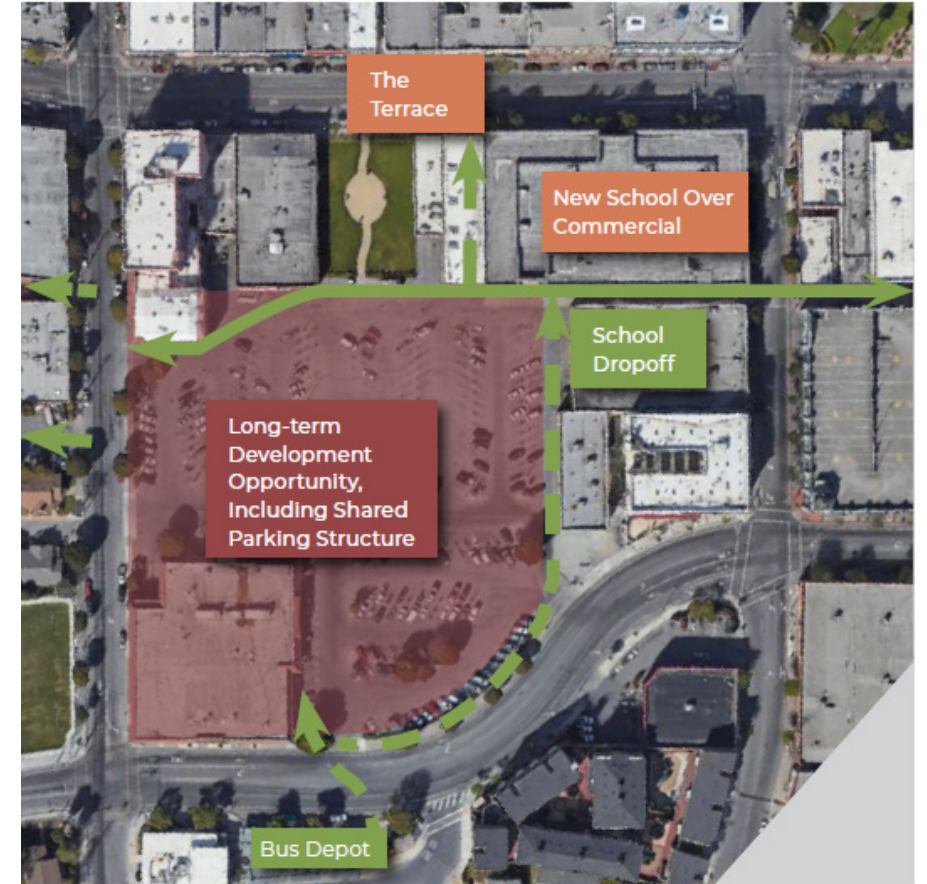 The
Terrace
New School Over
Commercial
School
Dropoff
Long-term
Development
Opportunity,
Including Shared
Parking Structure
Bus Depot